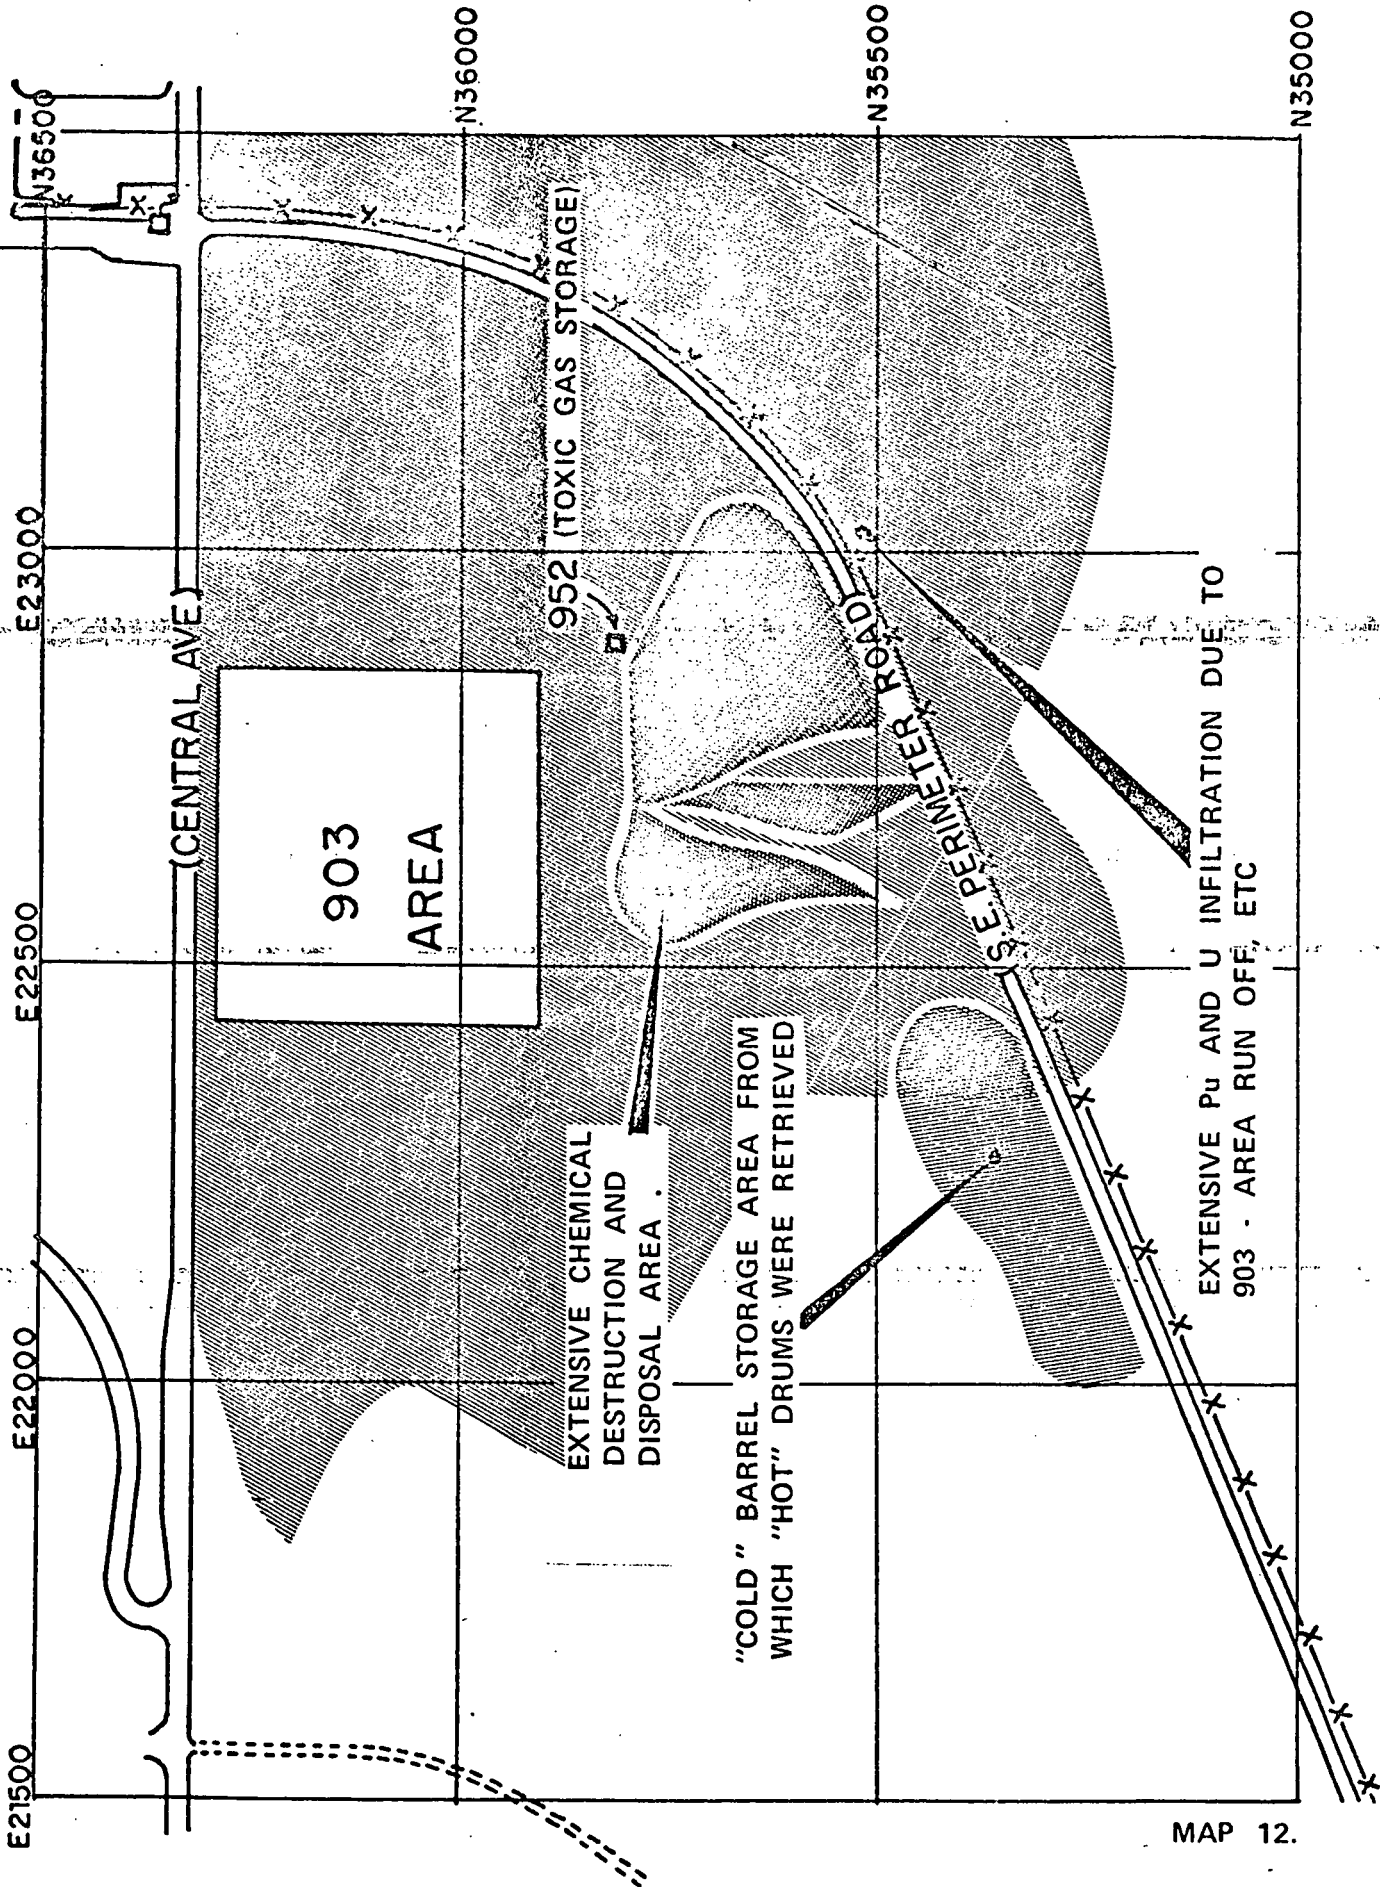 E21500
E22000
E22500
E23000
N36500
N36000
N35500
N35000
(CENTRAL AVE)
903
AREA
952 (TOXIC GAS STORAGE)
EXTENSIVE CHEMICAL
DESTRUCTION AND
DISPOSAL AREA .
"COLD" BARREL STORAGE AREA FROM
WHICH "HOT" DRUMS WERE RETRIEVED
(S.E. PERIMETER ROAD)
EXTENSIVE Pu AND U INFILTRATION DUE TO
903 - AREA RUN OFF, ETC
MAP 12.